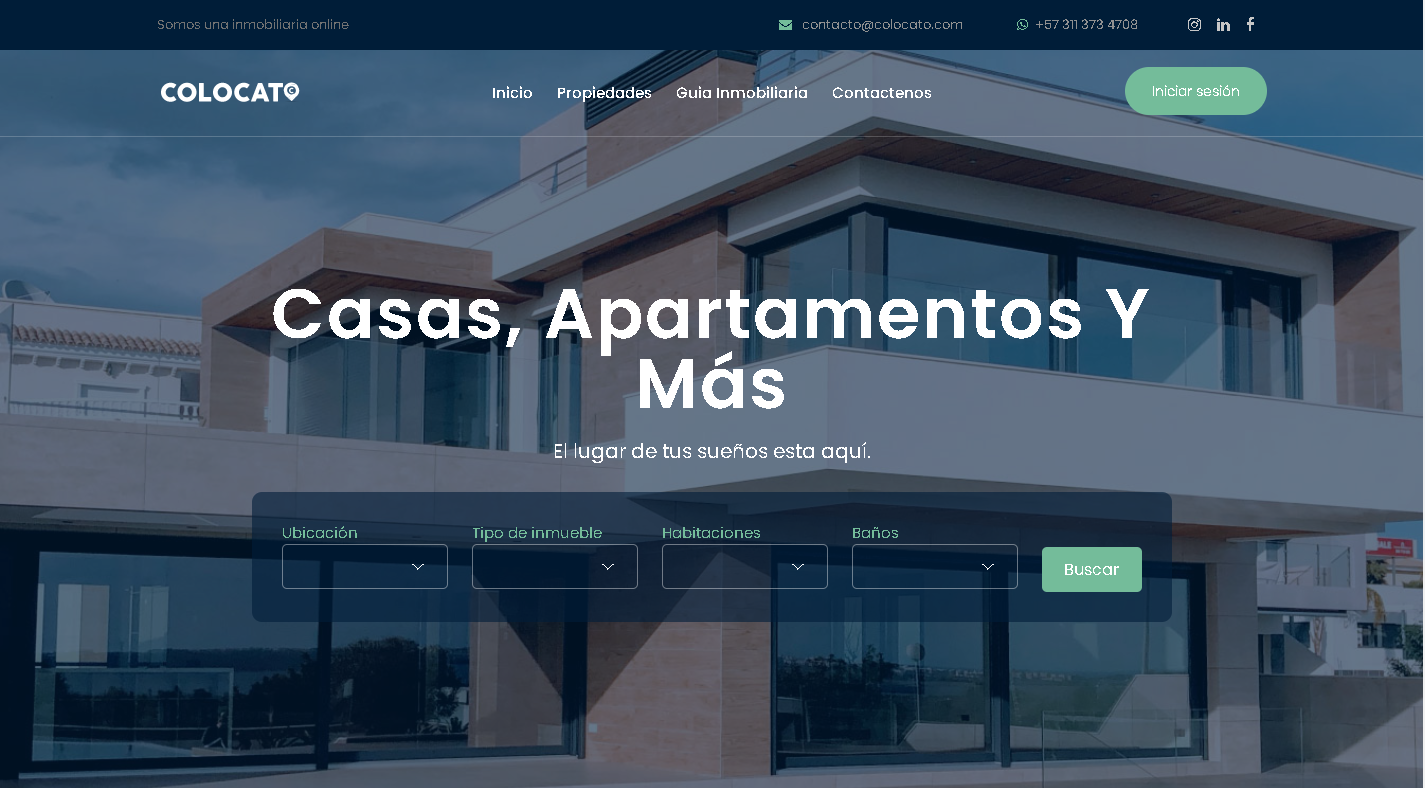 Somos una inmobiliaria online
contacto@colocato.com
+57 311 373 4708
COLOCATO
Inicio
Propiedades
Guia Inmobiliaria
Contactenos
Iniciar sesión
Casas, Apartamentos Y
Más
El lugar de tus sueños esta aquí.
Ubicación
Tipo de inmueble
Habitaciones
Baños
Buscar